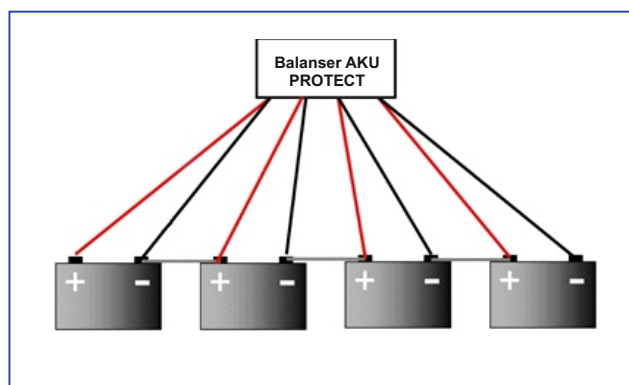 Balanser AKU
PROTECT
+ - + - + - + -